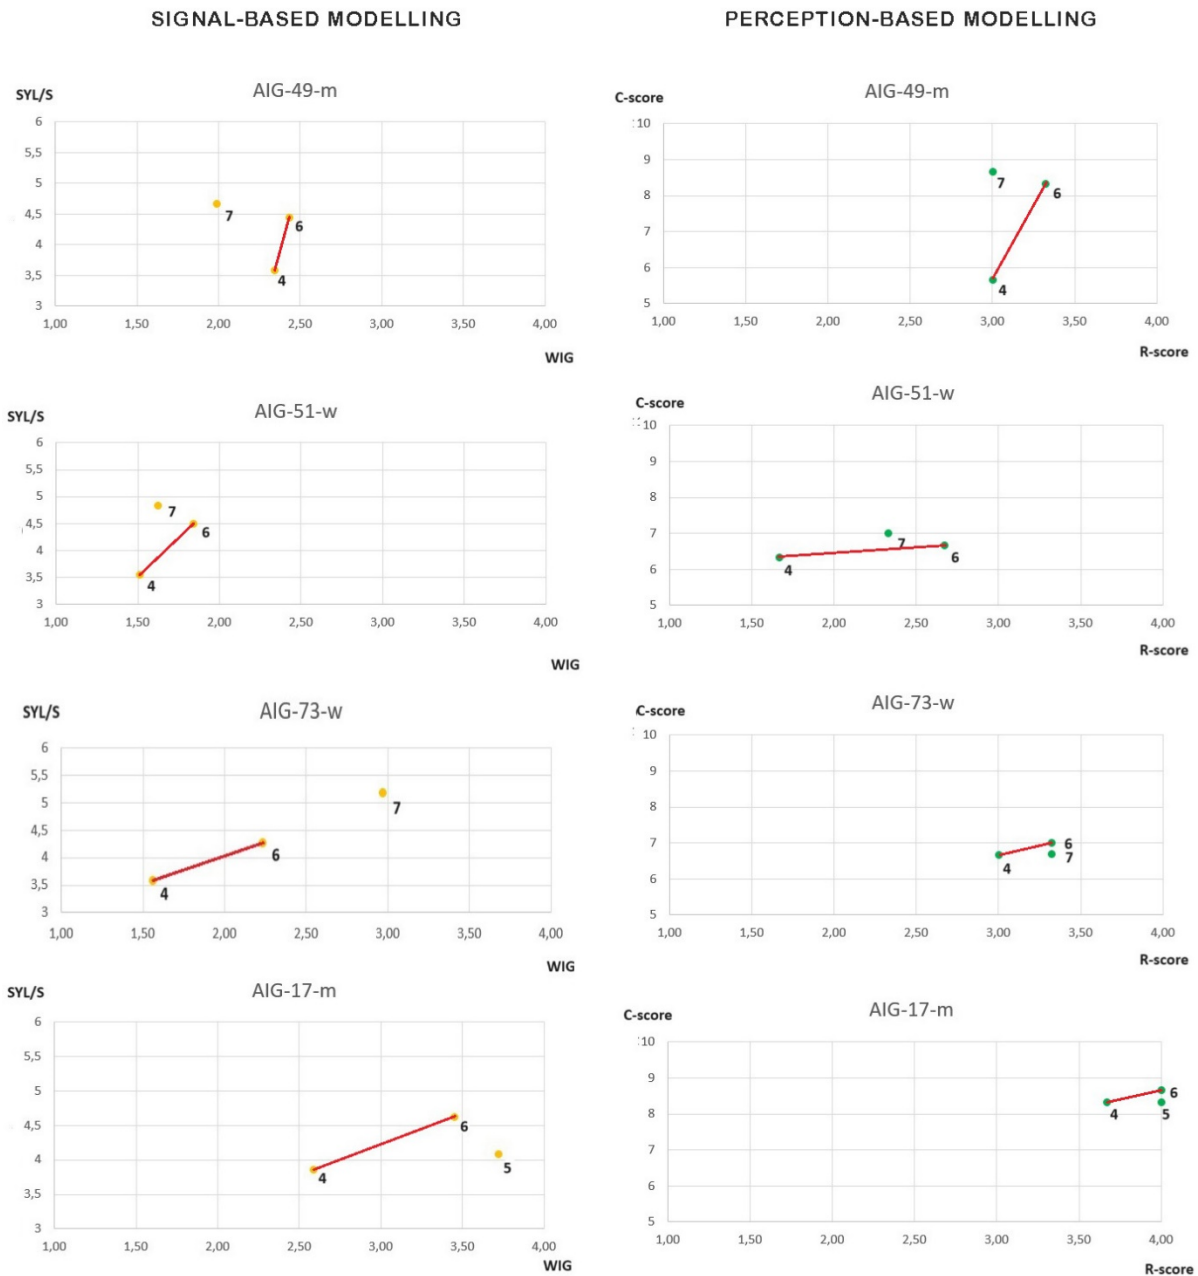 SIGNAL-BASED MODELLING
PERCEPTION-BASED MODELLING
SYL/S
AIG-49-m
6
5,5
5
4,5
4
3,5
3
7
6
4
1,00 1,50 2,00 2,50 3,00 3,50 4,00
WIG
C-score
AIG-49-m
10
9
8
7
6
5
7
6
4
1,00 1,50 2,00 2,50 3,00 3,50 4,00
R-score
SYL/S
AIG-51-w
6
5,5
5
4,5
4
3,5
3
7
6
4
1,00 1,50 2,00 2,50 3,00 3,50 4,00
WIG
C-score
AIG-51-w
10
9
8
7
6
5
7
6
4
1,00 1,50 2,00 2,50 3,00 3,50 4,00
R-score
SYL/S
AIG-73-w
6
5,5
5
4,5
4
3,5
3
7
6
4
1,00 1,50 2,00 2,50 3,00 3,50 4,00
WIG
C-score
AIG-73-w
10
9
8
7
6
5
6
7
4
1,00 1,50 2,00 2,50 3,00 3,50 4,00
R-score
SYL/S
AIG-17-m
6
5,5
5
4,5
4
3,5
3
6
5
4
1,00 1,50 2,00 2,50 3,00 3,50 4,00
WIG
C-score
AIG-17-m
10
9
8
7
6
5
6
4
5
1,00 1,50 2,00 2,50 3,00 3,50 4,00
R-score